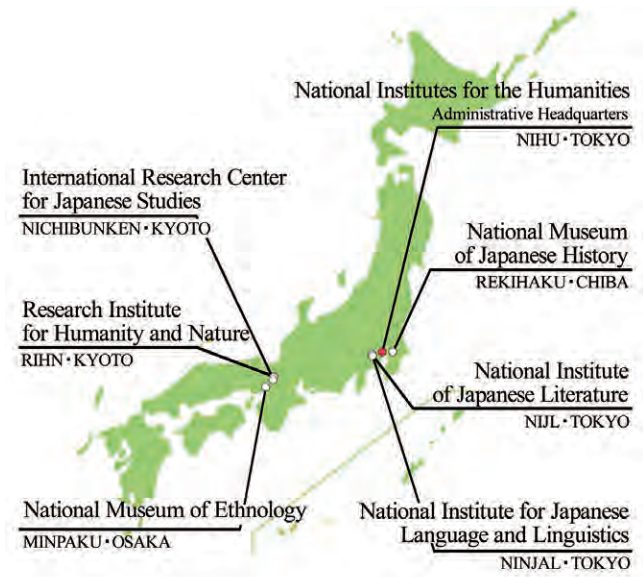 National Institutes for the Humanities
Administrative Headquarters
NIHU・TOKYO
International Research Center
for Japanese Studies
NICHIBUNKEN・KYOTO
National Museum
of Japanese History
REKIHAKU・CHIBA
Research Institute
for Humanity and Nature
RIHN・KYOTO
National Institute
of Japanese Literature
NIJL・TOKYO
National Museum of Ethnology
MINPAKU・OSAKA
National Institute for Japanese
Language and Linguistics
NINJAL・TOKYO